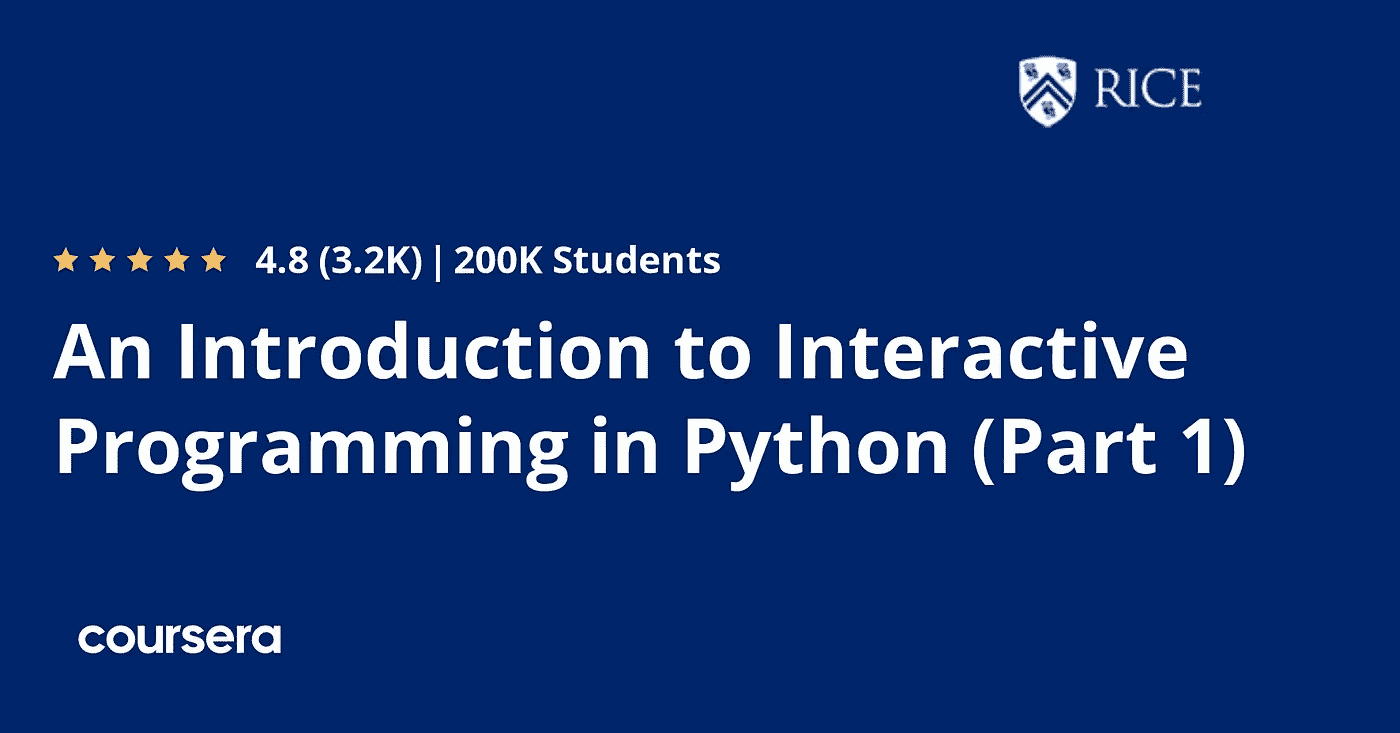 RICE
4.8 (3.2K) | 200K Students
An Introduction to Interactive
Programming in Python (Part 1)
coursera